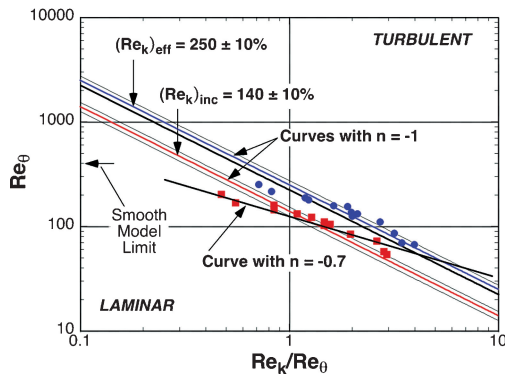 10000
1000
100
10
Reθ
(Rek)eff = 250 ± 10%
TURBULENT
(Rek)inc = 140 ± 10%
Curves with n = -1
Smooth
Model
Limit
Curve with n = -0.7
LAMINAR
0.1
1
10
Rek/Reθ